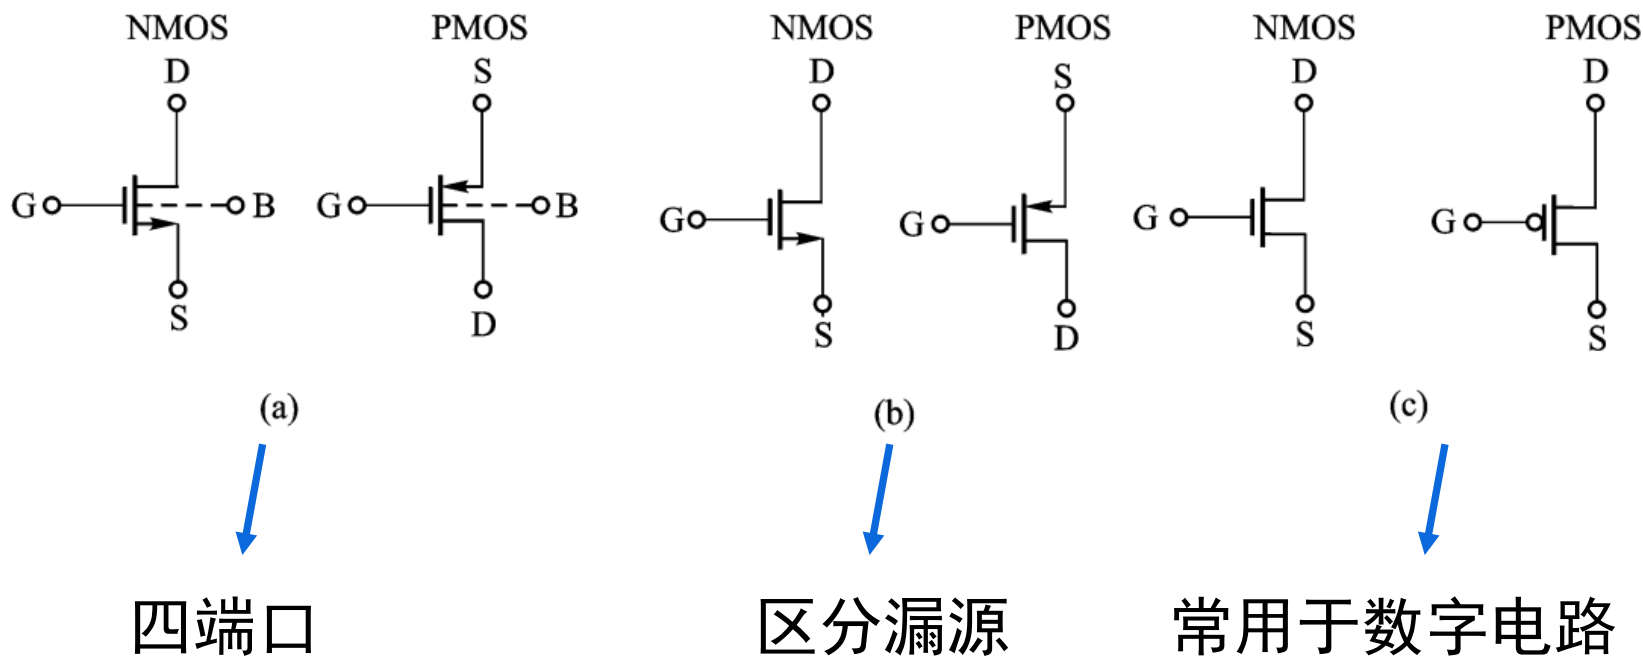 NMOS PMOS NMOS PMOS NMOS PMOS
D S D S D D
G B G B G G G G
S D S D S S
(a) (b) (c)
四端口 区分漏源 常用于数字电路